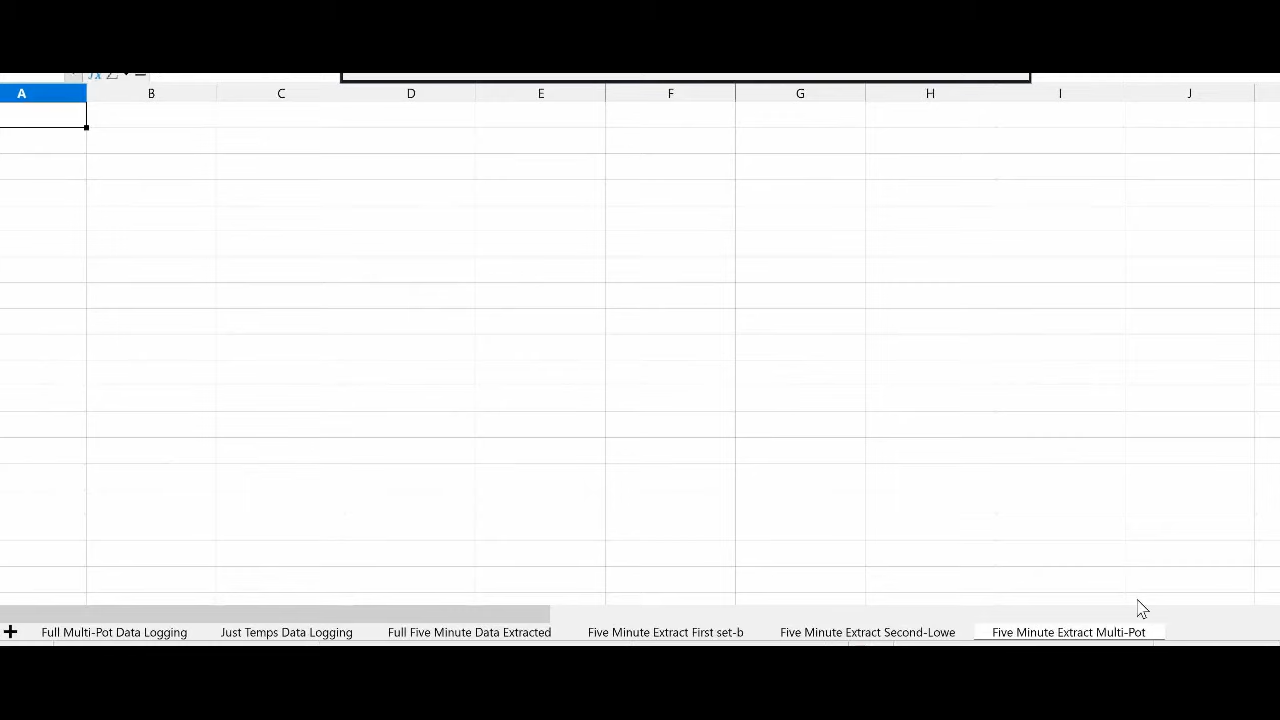 A B C D E F G H I J
Full Multi-Pot Data Logging Just Temps Data Logging Full Five Minute Data Extracted Five Minute Extract First set-b Five Minute Extract Second-Lowe Five Minute Extract Multi-Pot